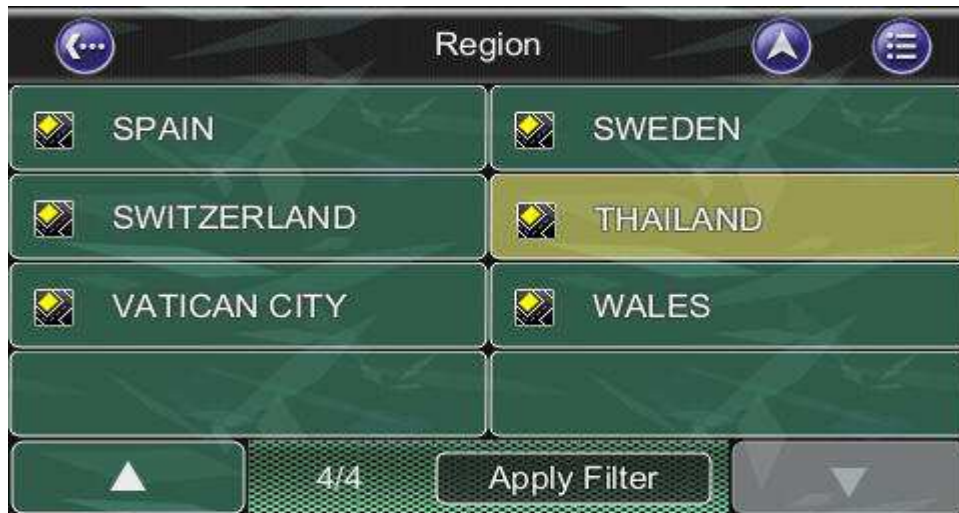 Region
SPAIN
SWEDEN
SWITZERLAND
THAILAND
VATICAN CITY
WALES
4/4
Apply Filter